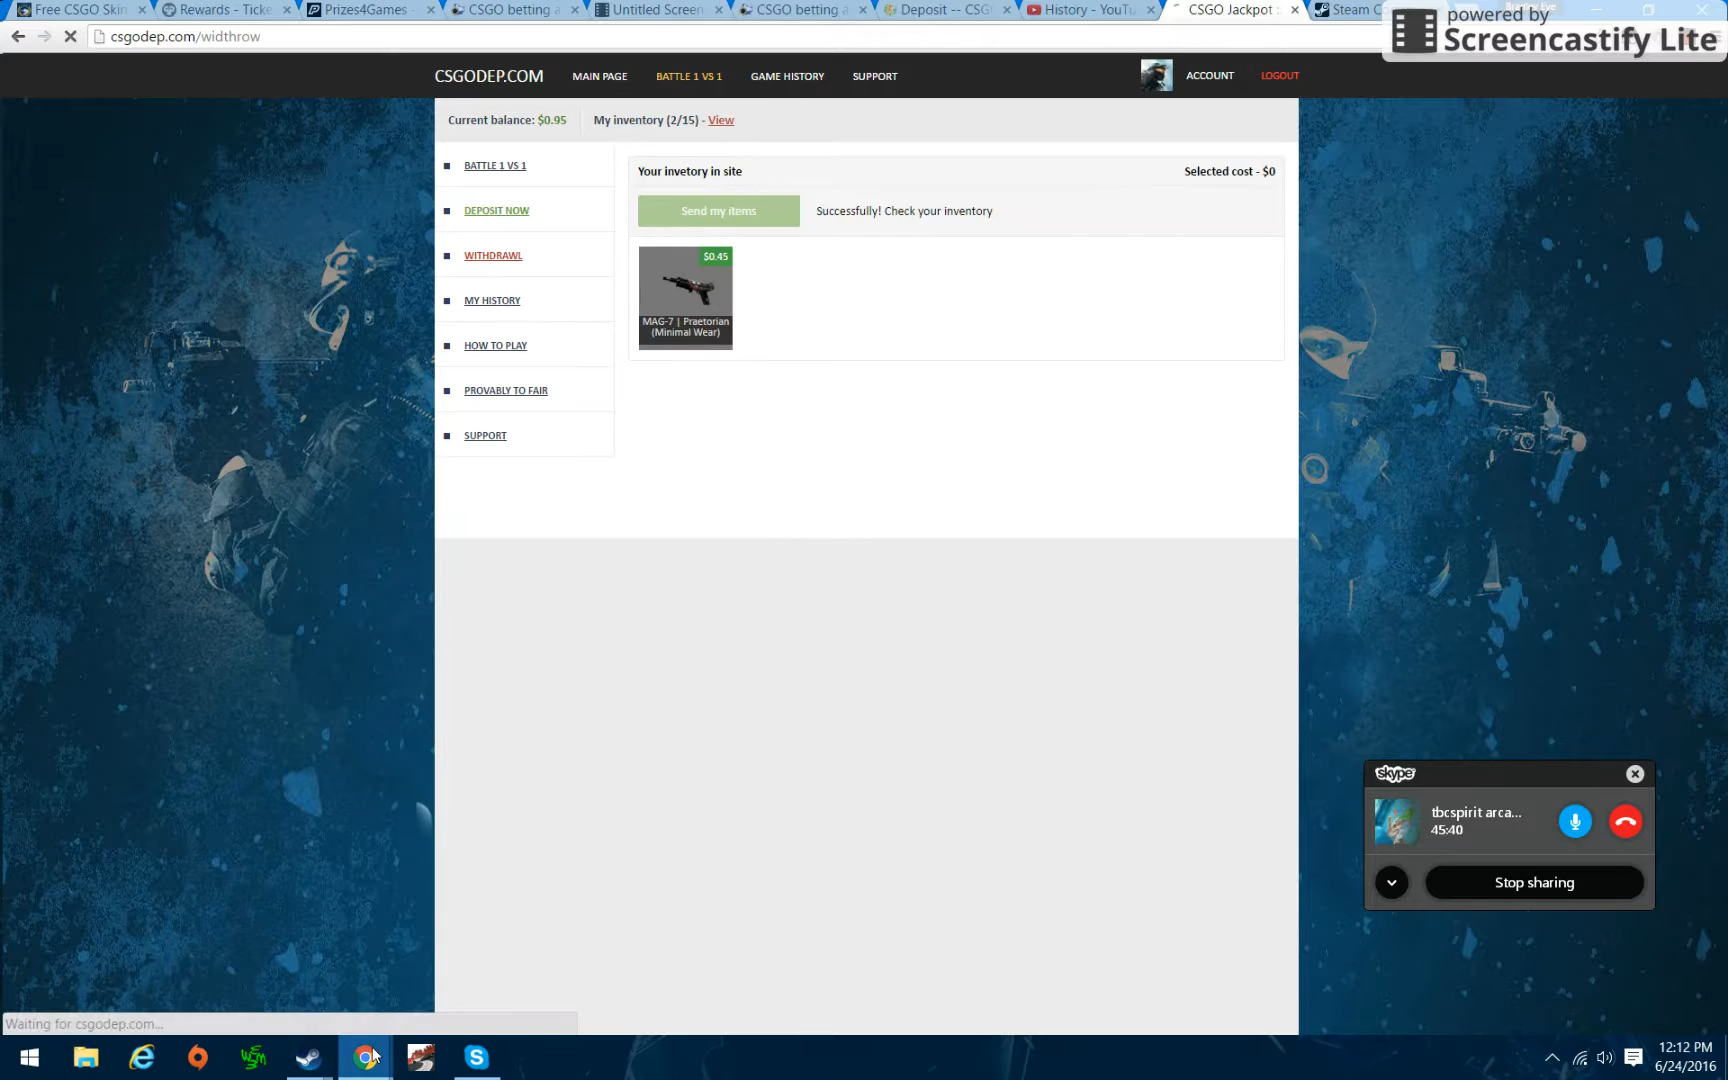 Free CSGO Skin
Rewards - Ticke
Prizes4Games -
CSGO betting a
Untitled Screen
CSGO betting a
Deposit -- CSG
History - YouTu
CSGO Jackpot
Steam C
powered by
Screencastify Lite
csgodep.com/widthrow
CSGODEP.COM
MAIN PAGE
BATTLE 1 VS 1
GAME HISTORY
SUPPORT
ACCOUNT
LOGOUT
Current balance: $0.95
My inventory (2/15) - View
BATTLE 1 VS 1
DEPOSIT NOW
WITHDRAWL
MY HISTORY
HOW TO PLAY
PROVABLY TO FAIR
SUPPORT
Your invetory in site
Selected cost - $0
Send my items
Successfully! Check your inventory
$0.45
MAG-7 | Praetorian
(Minimal Wear)
skype
tbcspirit arca...
45:40
Stop sharing
Waiting for csgodep.com...
12:12 PM
6/24/2016